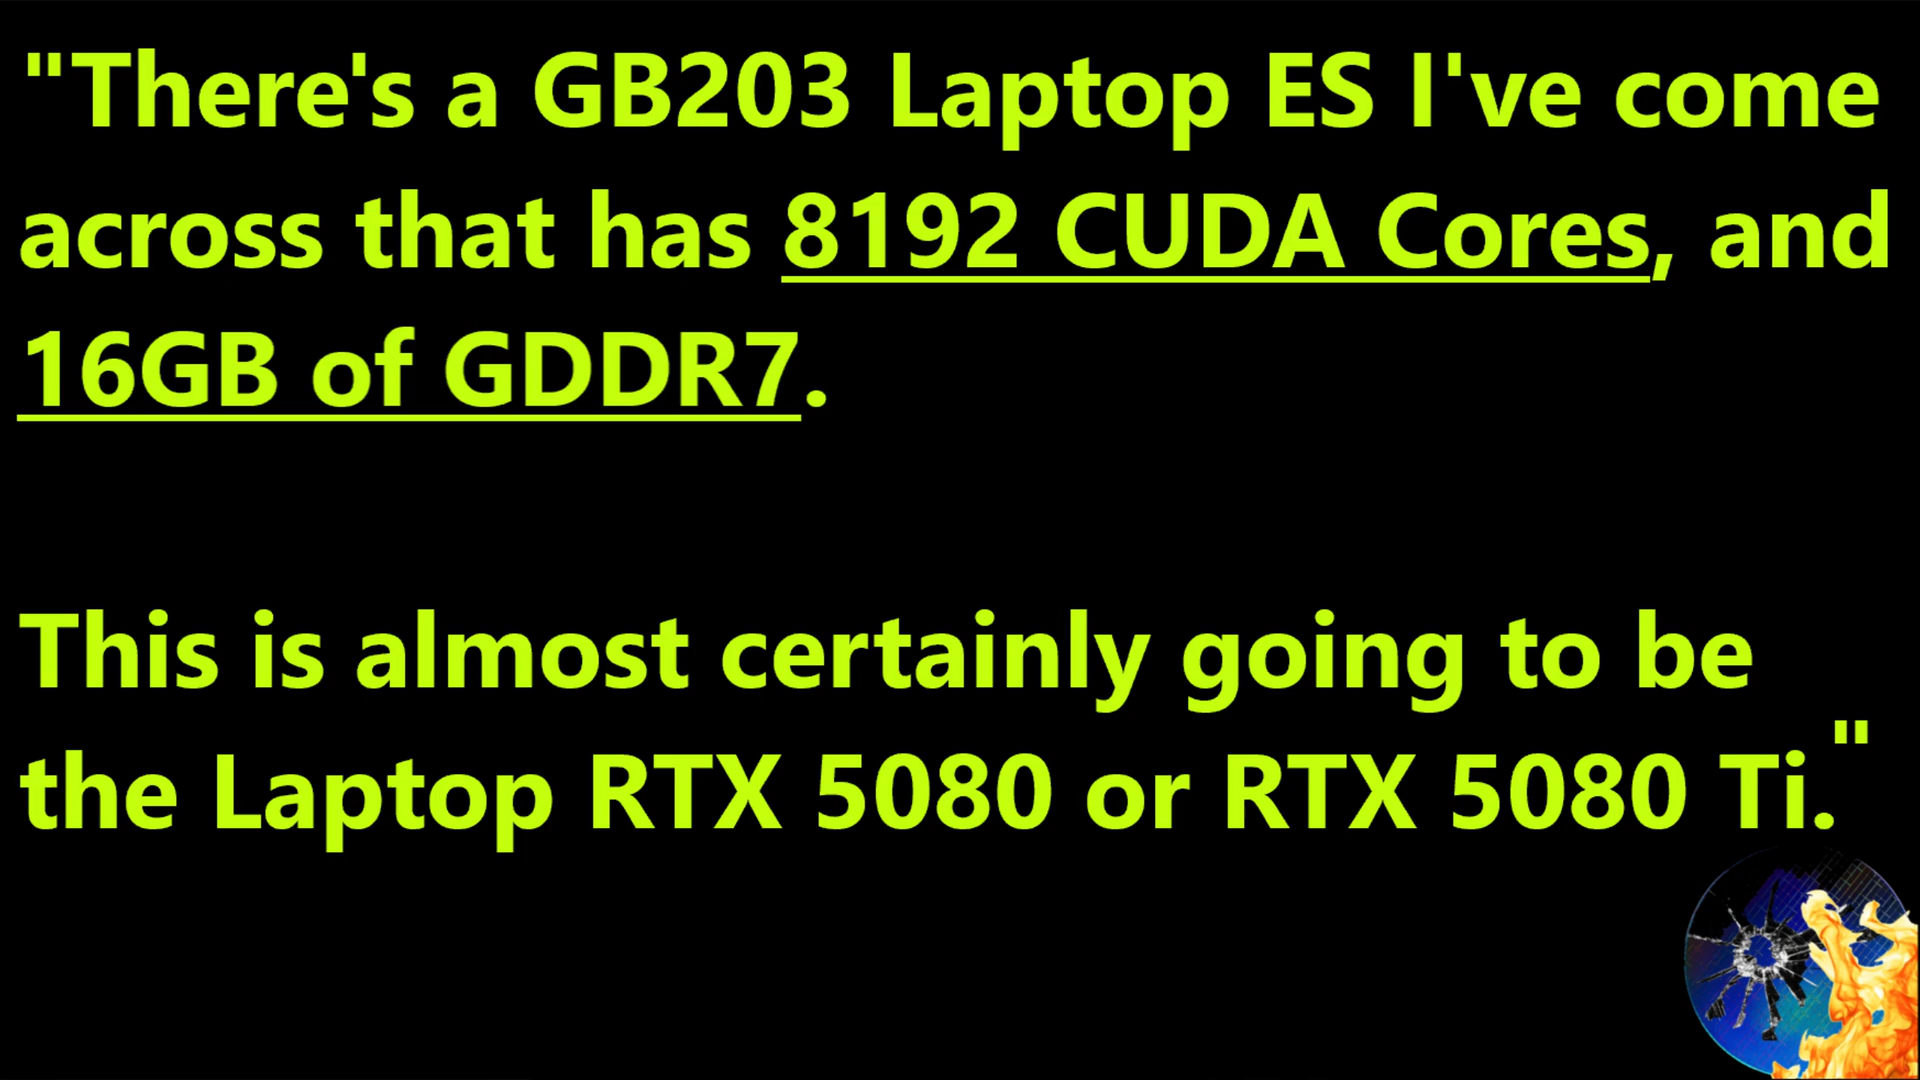 "There's a GB203 Laptop ES I've come
across that has 8192 CUDA Cores, and
16GB of GDDR7.
This is almost certainly going to be
the Laptop RTX 5080 or RTX 5080 Ti."